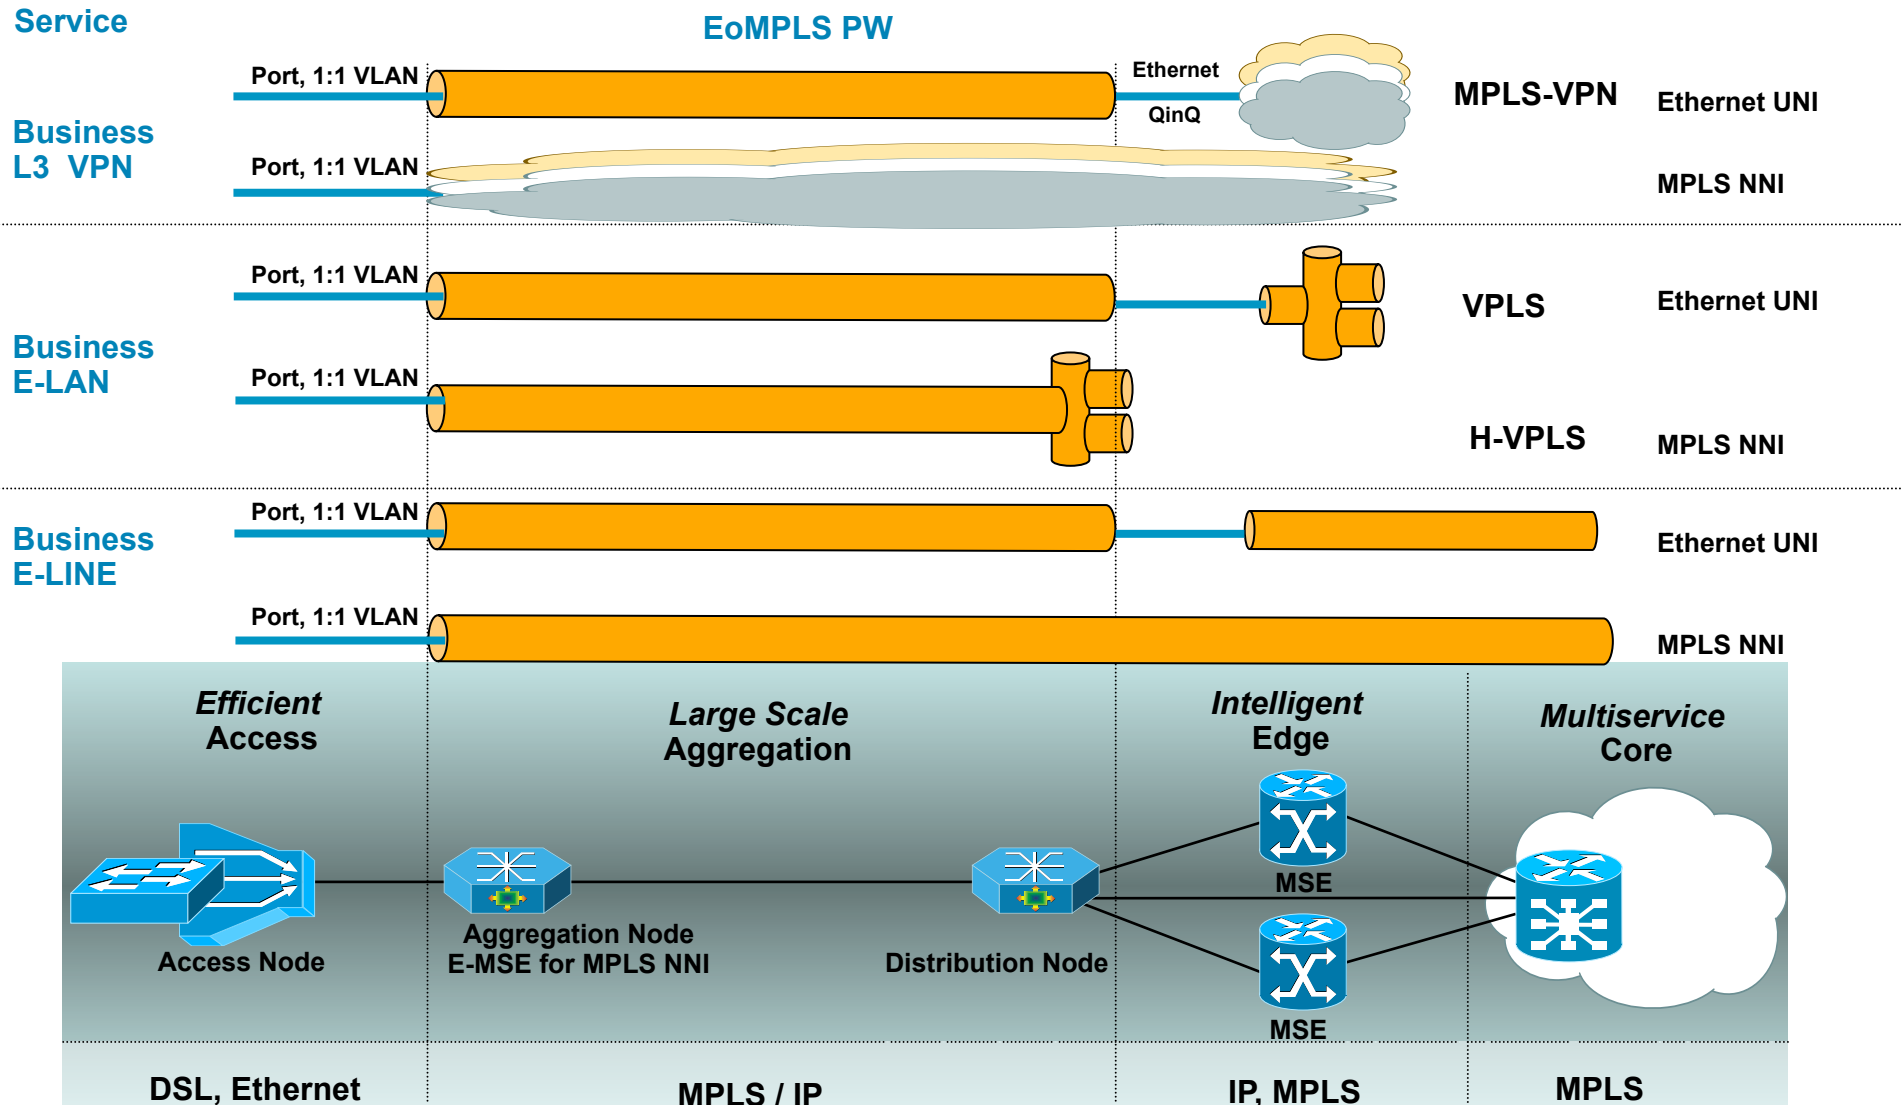 Service
EoMPLS PW
Port, 1:1 VLAN
Ethernet
QinQ
MPLS-VPN
Ethernet UNI
Business
L3 VPN
Port, 1:1 VLAN
MPLS NNI
Port, 1:1 VLAN
VPLS
Ethernet UNI
Business
E-LAN
Port, 1:1 VLAN
H-VPLS
MPLS NNI
Port, 1:1 VLAN
Business
E-LINE
Ethernet UNI
Port, 1:1 VLAN
MPLS NNI
Efficient
Access
Large Scale
Aggregation
Intelligent
Edge
Multiservice
Core
MSE
Access Node
Aggregation Node
E-MSE for MPLS NNI
Distribution Node
MSE
DSL, Ethernet
MPLS / IP
IP, MPLS
MPLS